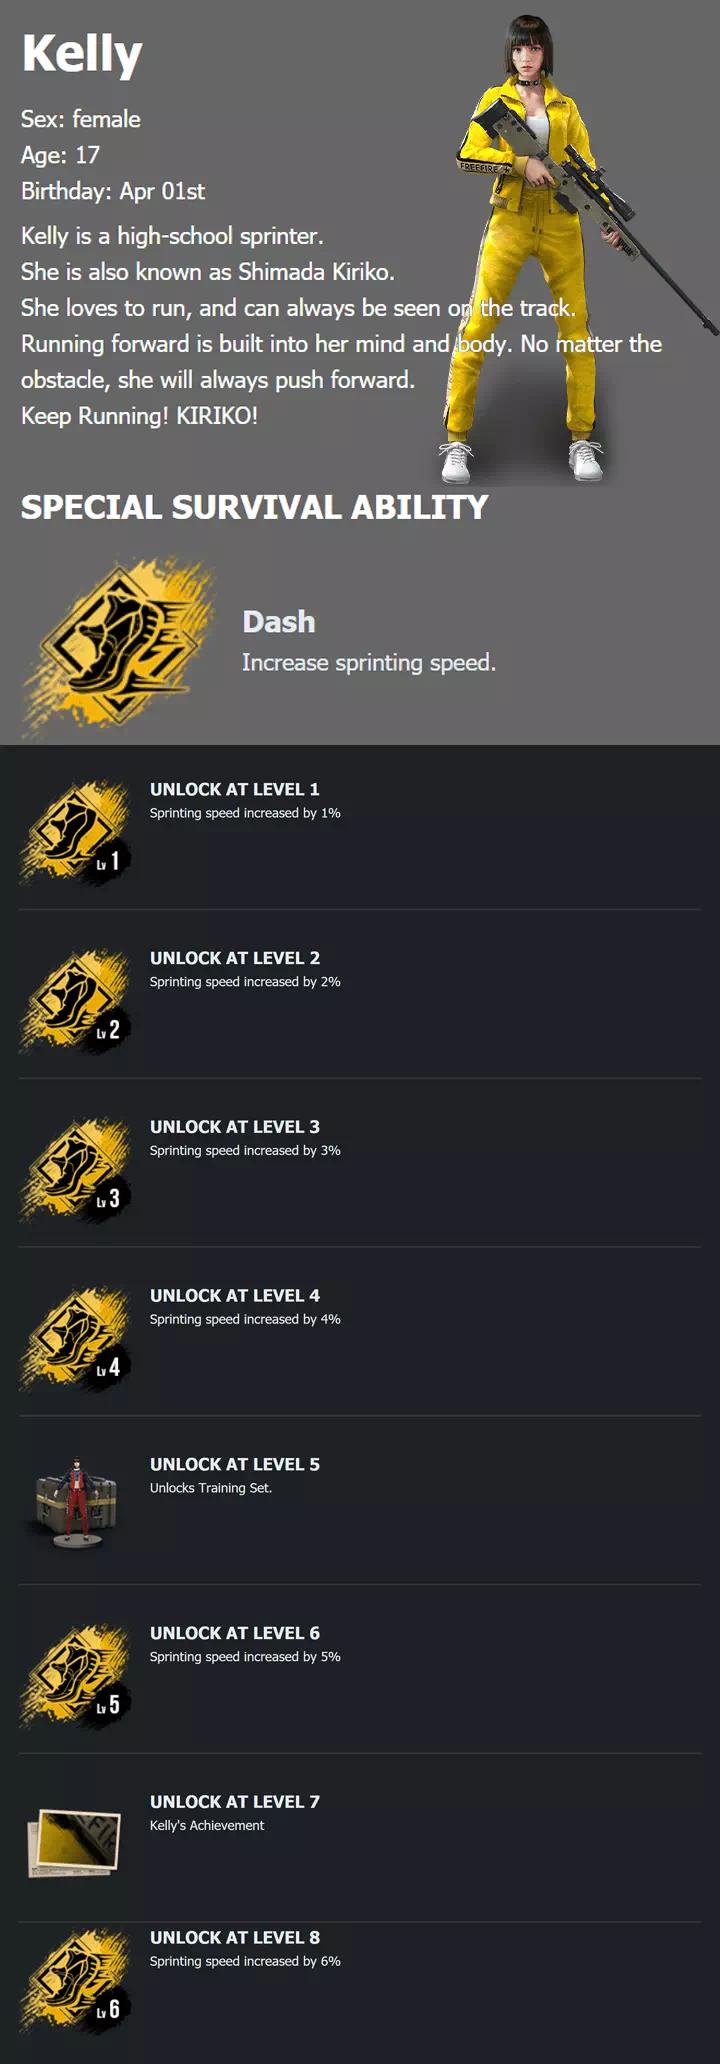 Kelly
Sex: female
Age: 17
Birthday: Apr 01st
FREEFIRE
Kelly is a high-school sprinter.
She is also known as Shimada Kiriko.
She loves to run, and can always be seen on the track.
Running forward is built into her mind and body. No matter the
obstacle, she will always push forward.
Keep Running! KIRIKO!
SPECIAL SURVIVAL ABILITY
Dash
Increase sprinting speed.
UNLOCK AT LEVEL 1
Sprinting speed increased by 1%
Lv 1
UNLOCK AT LEVEL 2
Sprinting speed increased by 2%
Lv 2
UNLOCK AT LEVEL 3
Sprinting speed increased by 3%
Lv 3
UNLOCK AT LEVEL 4
Sprinting speed increased by 4%
Lv 4
UNLOCK AT LEVEL 5
Unlocks Training Set.
UNLOCK AT LEVEL 6
Sprinting speed increased by 5%
Lv 5
UNLOCK AT LEVEL 7
Kelly's Achievement
UNLOCK AT LEVEL 8
Sprinting speed increased by 6%
Lv 6